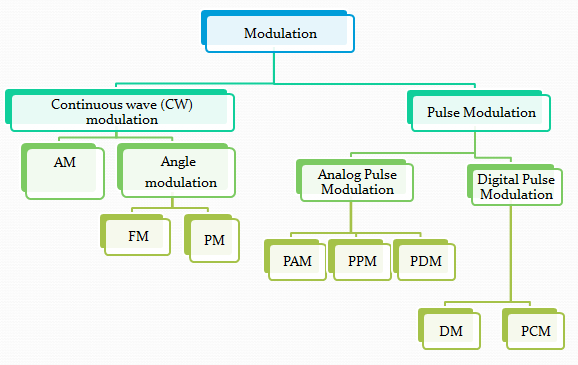 Modulation
Continuous wave (CW)
modulation
Pulse Modulation
AM
Angle
modulation
Analog Pulse
Modulation
Digital Pulse
Modulation
FM
PM
PAM
PPM
PDM
DM
PCM